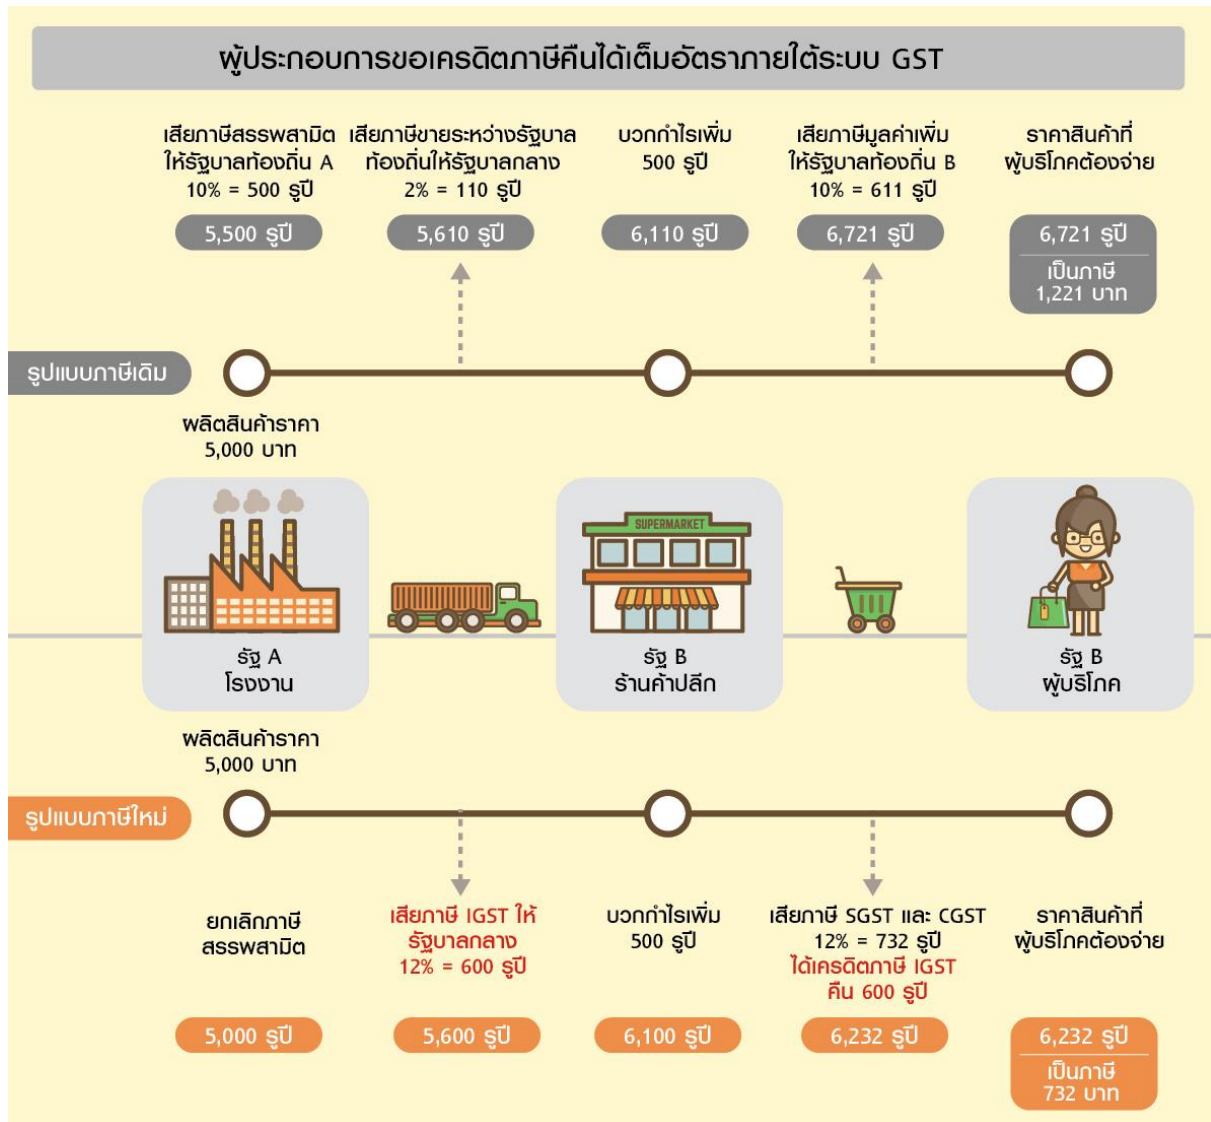 ผู้ประกอบการขอเครดิตภาษีคืนได้เต็มอัตราภายใต้ระบบ GST
เสียภาษีสรรพสามิต
ให้รัฐบาลท้องถิ่น A
10% = 500 รูปี
5,500 รูปี
เสียภาษีขายระหว่างรัฐบาล
ท้องถิ่นให้รัฐบาลกลาง
2% = 110 รูปี
5,610 รูปี
บวกกำไรเพิ่ม
500 รูปี
6,110 รูปี
เสียภาษีมูลค่าเพิ่ม
ให้รัฐบาลท้องถิ่น B
10% = 611 รูปี
6,721 รูปี
ราคาสินค้าที่
ผู้บริโภคต้องจ่าย
6,721 รูปี
เป็นภาษี
1,221 บาท
รูปแบบภาษีเดิม
ผลิตสินค้าราคา
5,000 บาท
SUPERMARKET
รัฐ A
โรงงาน
รัฐ B
ร้านค้าปลีก
รัฐ B
ผู้บริโภค
ผลิตสินค้าราคา
5,000 บาท
รูปแบบภาษีใหม่
ยกเลิกภาษี
สรรพสามิต
5,000 รูปี
เสียภาษี IGST ให้
รัฐบาลกลาง
12% = 600 รูปี
5,600 รูปี
บวกกำไรเพิ่ม
500 รูปี
6,100 รูปี
เสียภาษี SGST และ CGST
12% = 732 รูปี
ได้เครดิตภาษี IGST
คืน 600 รูปี
6,232 รูปี
ราคาสินค้าที่
ผู้บริโภคต้องจ่าย
6,232 รูปี
เป็นภาษี
732 บาท